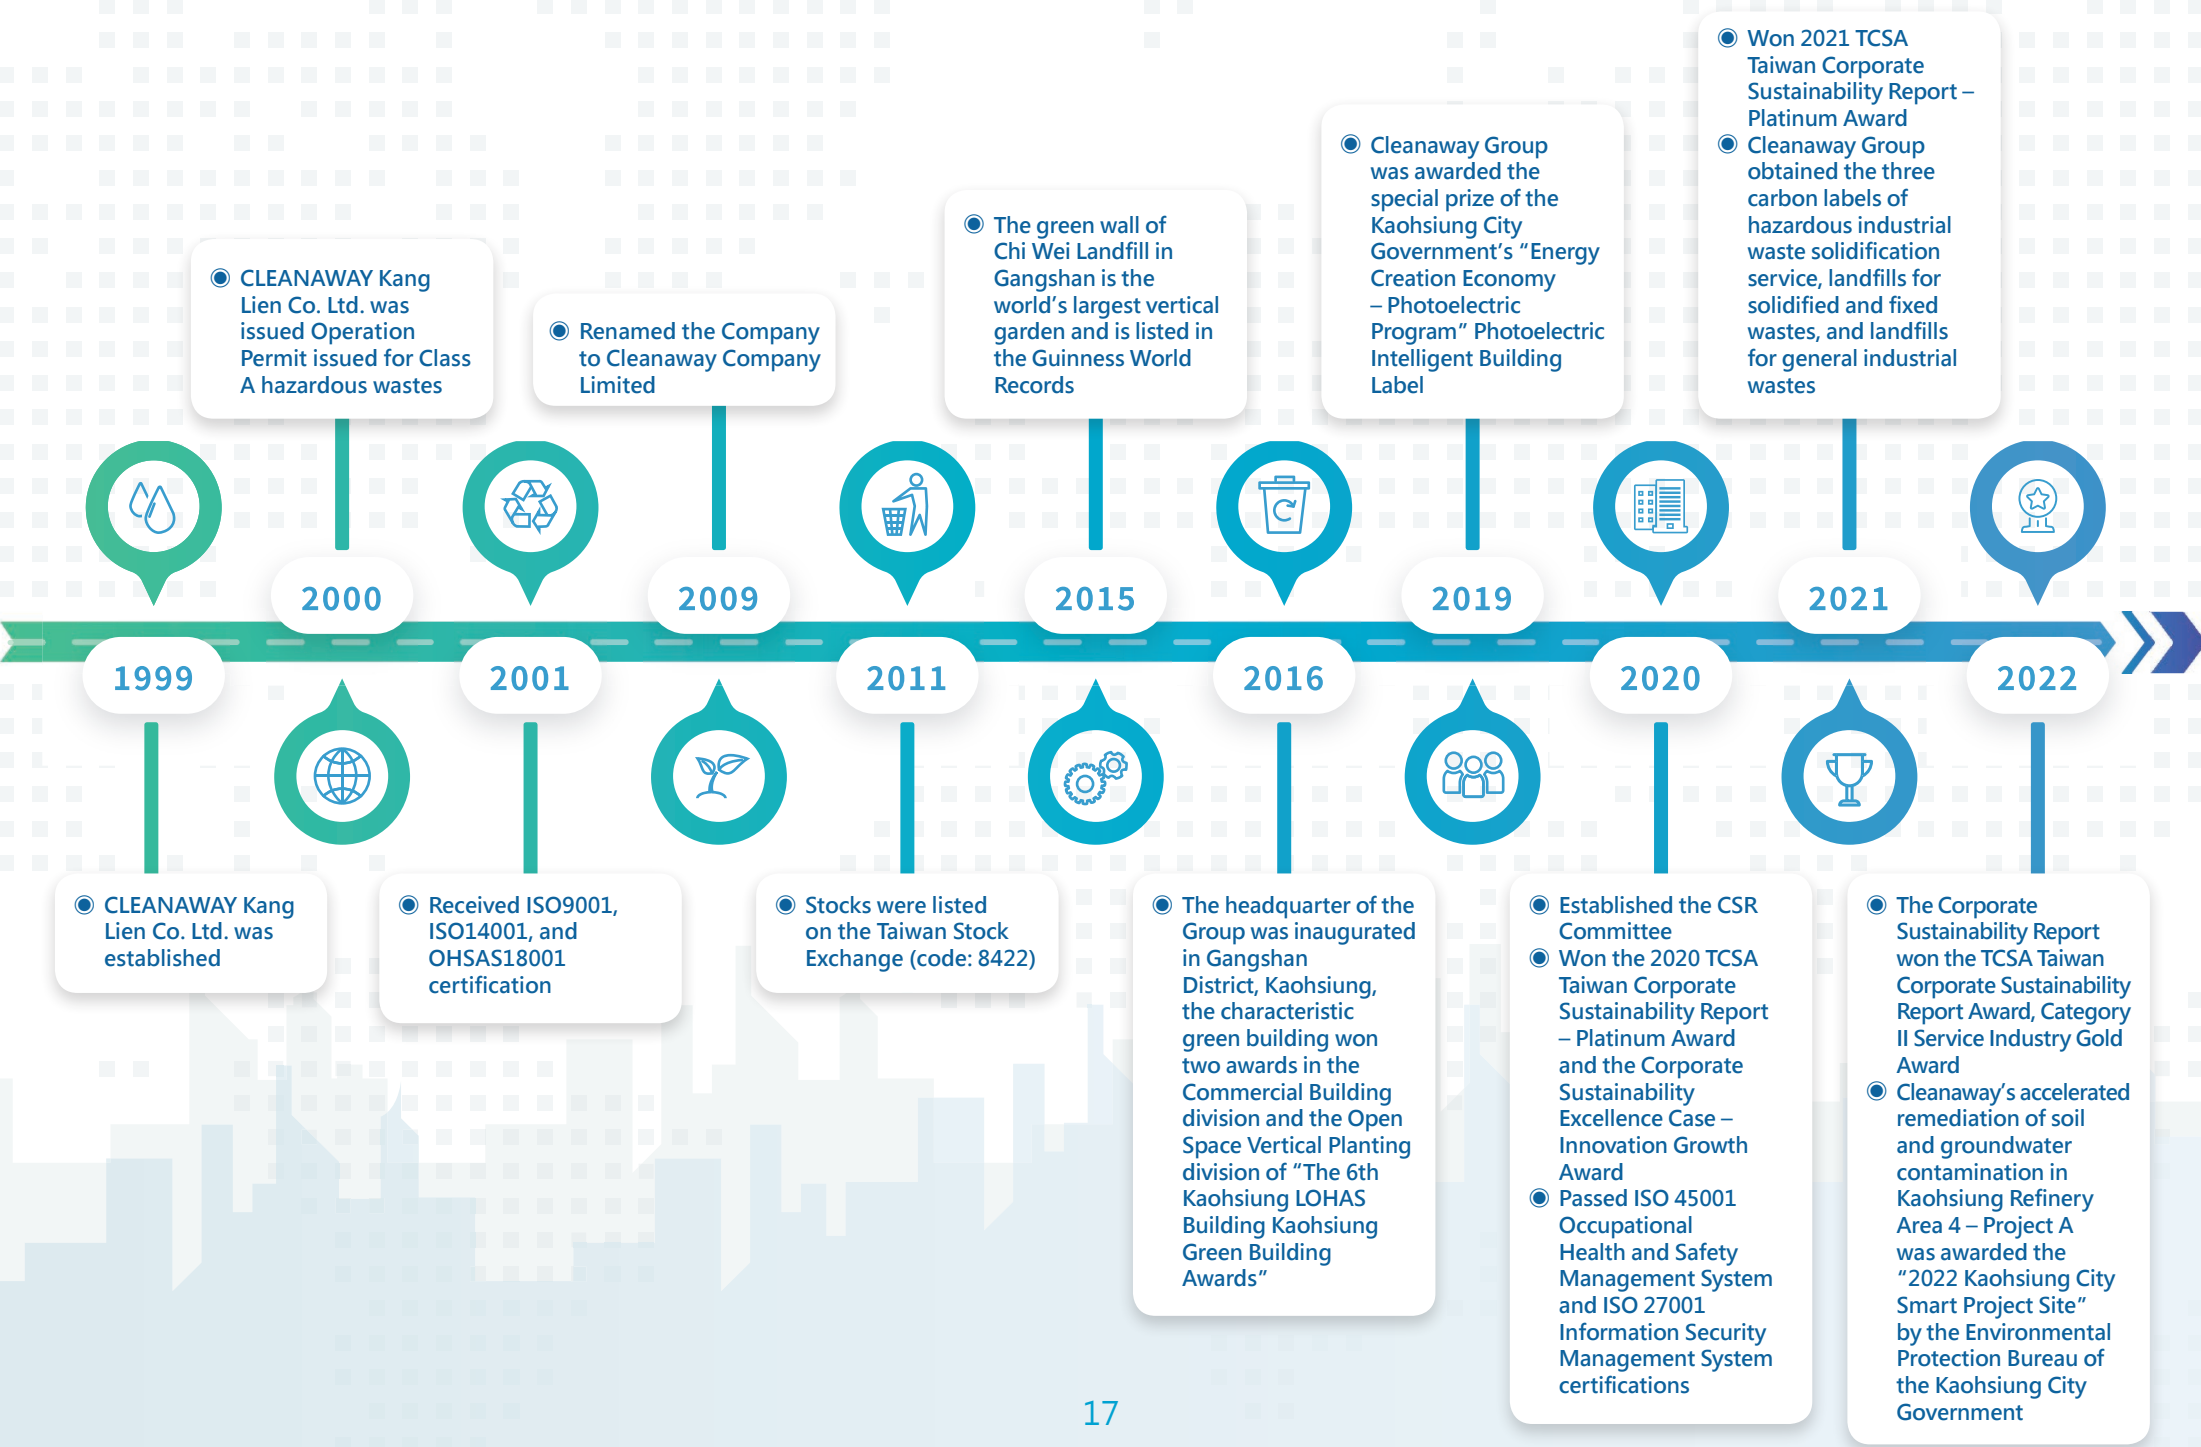 Won 2021 TCSA
Taiwan Corporate
Sustainability Report –
Platinum Award
Cleanaway Group
obtained the three
carbon labels of
hazardous industrial
waste solidification
service, landfills for
solidified and fixed
wastes, and landfills
for general industrial
wastes
Cleanaway Group
was awarded the
special prize of the
Kaohsiung City
Government’s “Energy
Creation Economy
– Photoelectric
Program” Photoelectric
Intelligent Building
Label
The green wall of
Chi Wei Landfill in
Gangshan is the
world’s largest vertical
garden and is listed in
the Guinness World
Records
CLEANAWAY Kang
Lien Co. Ltd. was
issued Operation
Permit issued for Class
A hazardous wastes
Renamed the Company
to Cleanaway Company
Limited
2000
2009
2015
2019
2021
1999
2001
2011
2016
2020
2022
CLEANAWAY Kang
Lien Co. Ltd. was
established
Received ISO9001,
ISO14001, and
OHSAS18001
certification
Stocks were listed
on the Taiwan Stock
Exchange (code: 8422)
The headquarter of the
Group was inaugurated
in Gangshan
District, Kaohsiung,
the characteristic
green building won
two awards in the
Commercial Building
division and the Open
Space Vertical Planting
division of “The 6th
Kaohsiung LOHAS
Building Kaohsiung
Green Building
Awards”
Established the CSR
Committee
Won the 2020 TCSA
Taiwan Corporate
Sustainability Report
– Platinum Award
and the Corporate
Sustainability
Excellence Case –
Innovation Growth
Award
Passed ISO 45001
Occupational
Health and Safety
Management System
and ISO 27001
Information Security
Management System
certifications
The Corporate
Sustainability Report
won the TCSA Taiwan
Corporate Sustainability
Report Award, Category
II Service Industry Gold
Award
Cleanaway’s accelerated
remediation of soil
and groundwater
contamination in
Kaohsiung Refinery
Area 4 – Project A
was awarded the
“2022 Kaohsiung City
Smart Project Site”
by the Environmental
Protection Bureau of
the Kaohsiung City
Government
17